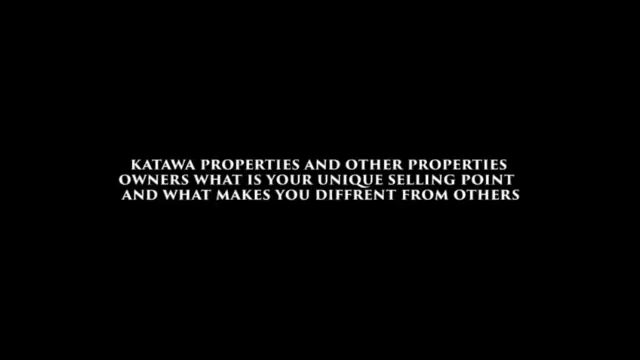 KATAWA PROPERTIES AND OTHER PROPERTIES
OWNERS WHAT IS YOUR UNIQUE SELLING POINT
AND WHAT MAKES YOU DIFFRENT FROM OTHERS